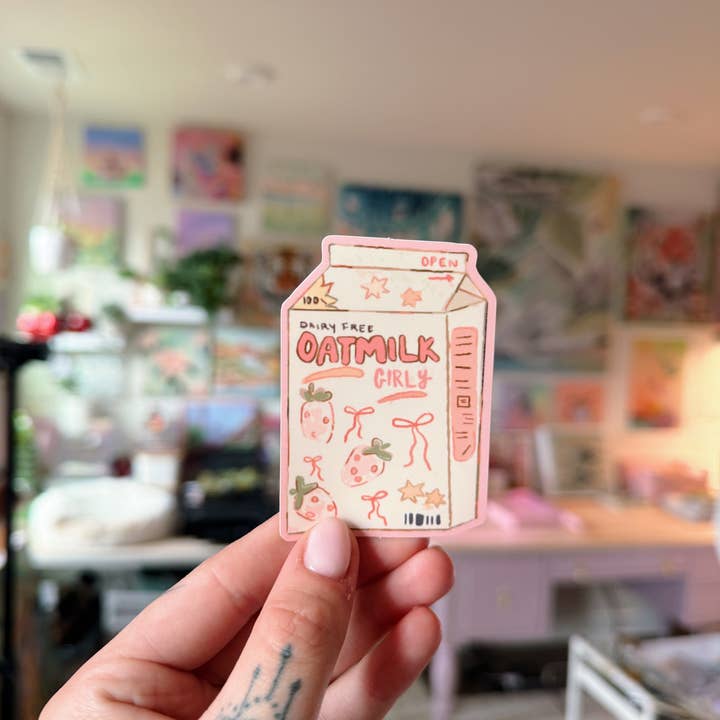 OPEN
100
DAIRY FREE
OATMILK
GIRLY